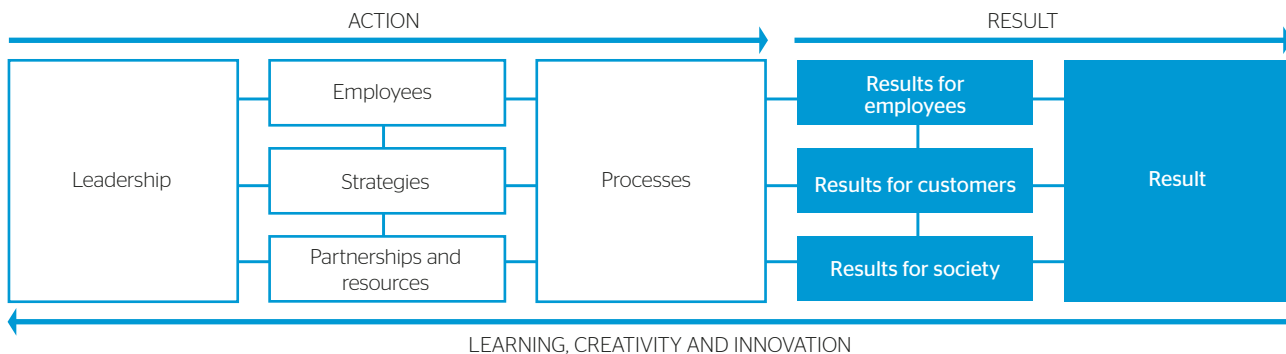 ACTION
RESULT
Leadership
Employees
Strategies
Partnerships and
resources
Processes
Results for
employees
Results for customers
Results for society
Result
LEARNING, CREATIVITY AND INNOVATION